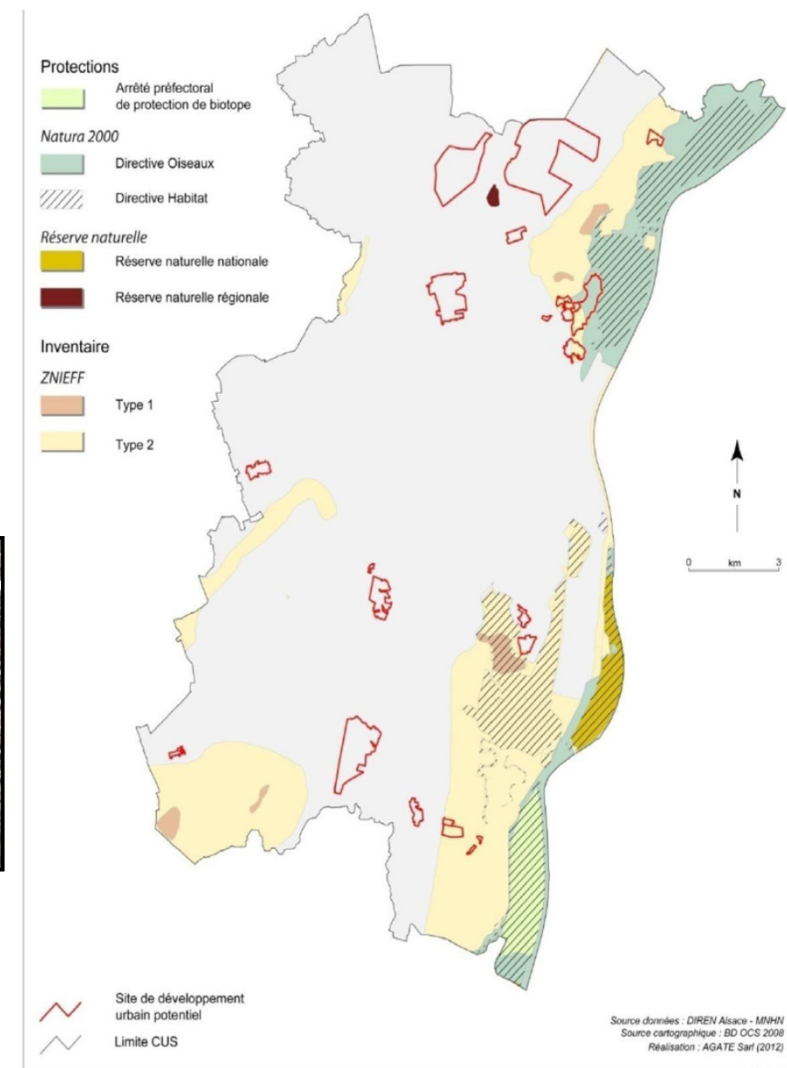 Protections
Arrêté préfectoral
de protection de biotope
Natura 2000
Directive Oiseaux
Directive Habitat
Réserve naturelle
Réserve naturelle nationale
Réserve naturelle régionale
Inventaire
ZNIEFF
Type 1
Type 2
N
0 km 3
Site de développement
urbain potentiel
Limite CUS
Source données : DIREN Alsace - MNHN
Source cartographique : BD OCS 2008
Réalisation : AGATE Sarl (2012)